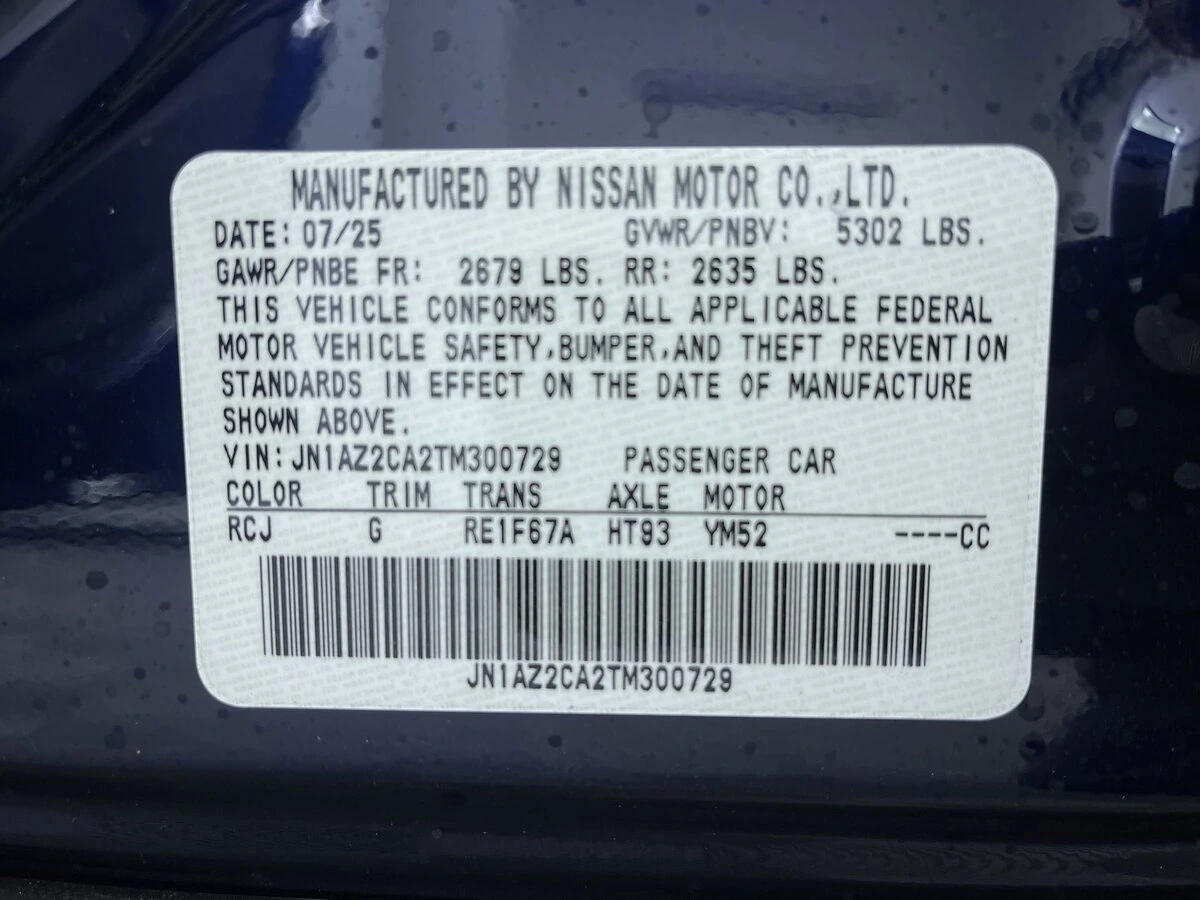 MANUFACTURED BY NISSAN MOTOR CO.,LTD.
DATE: 07/25 GVWR/PNBV: 5302 LBS.
GAWR/PNBE FR: 2679 LBS. RR: 2635 LBS.
THIS VEHICLE CONFORMS TO ALL APPLICABLE FEDERAL
MOTOR VEHICLE SAFETY,BUMPER,AND THEFT PREVENTION
STANDARDS IN EFFECT ON THE DATE OF MANUFACTURE
SHOWN ABOVE.
VIN:JN1AZ2CA2TM300729 PASSENGER CAR
COLOR TRIM TRANS AXLE MOTOR
RCJ G RE1F67A HT93 YM52 ----CC
JN1AZ2CA2TM300729